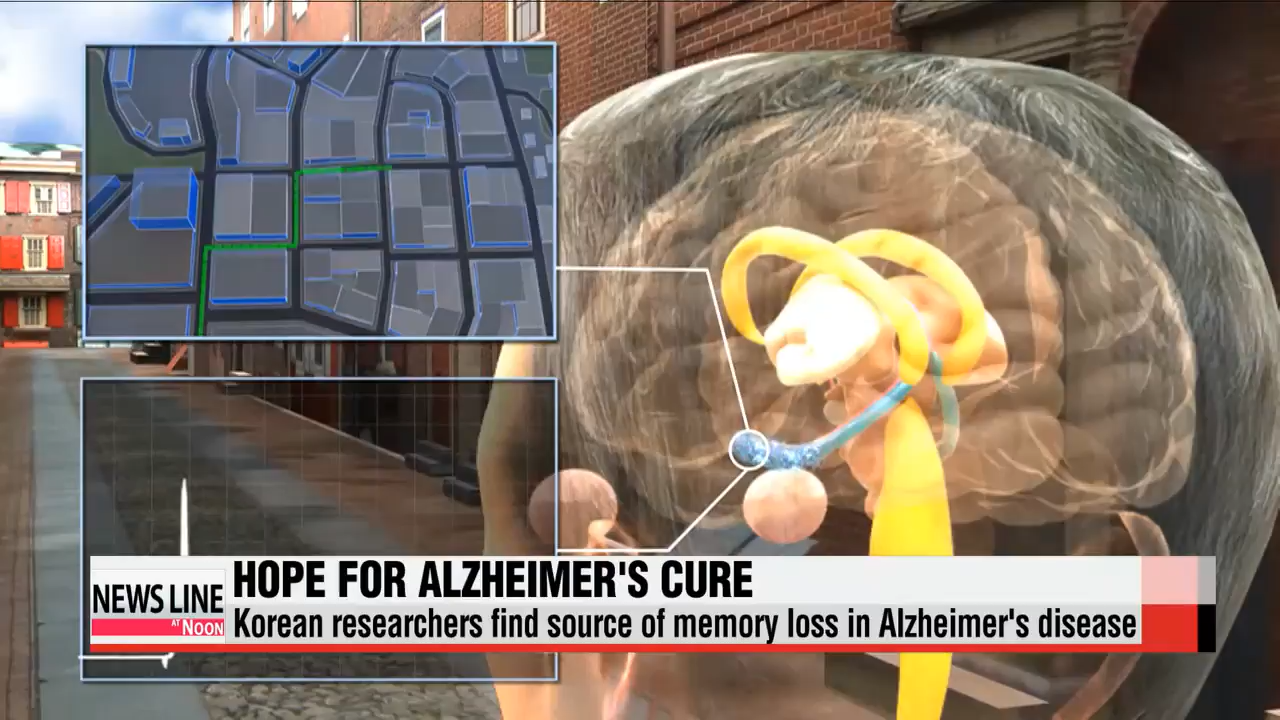 HOPE FOR ALZHEIMER'S CURE
NEWS LINE
AT NOON
Korean researchers find source of memory loss in Alzheimer's disease